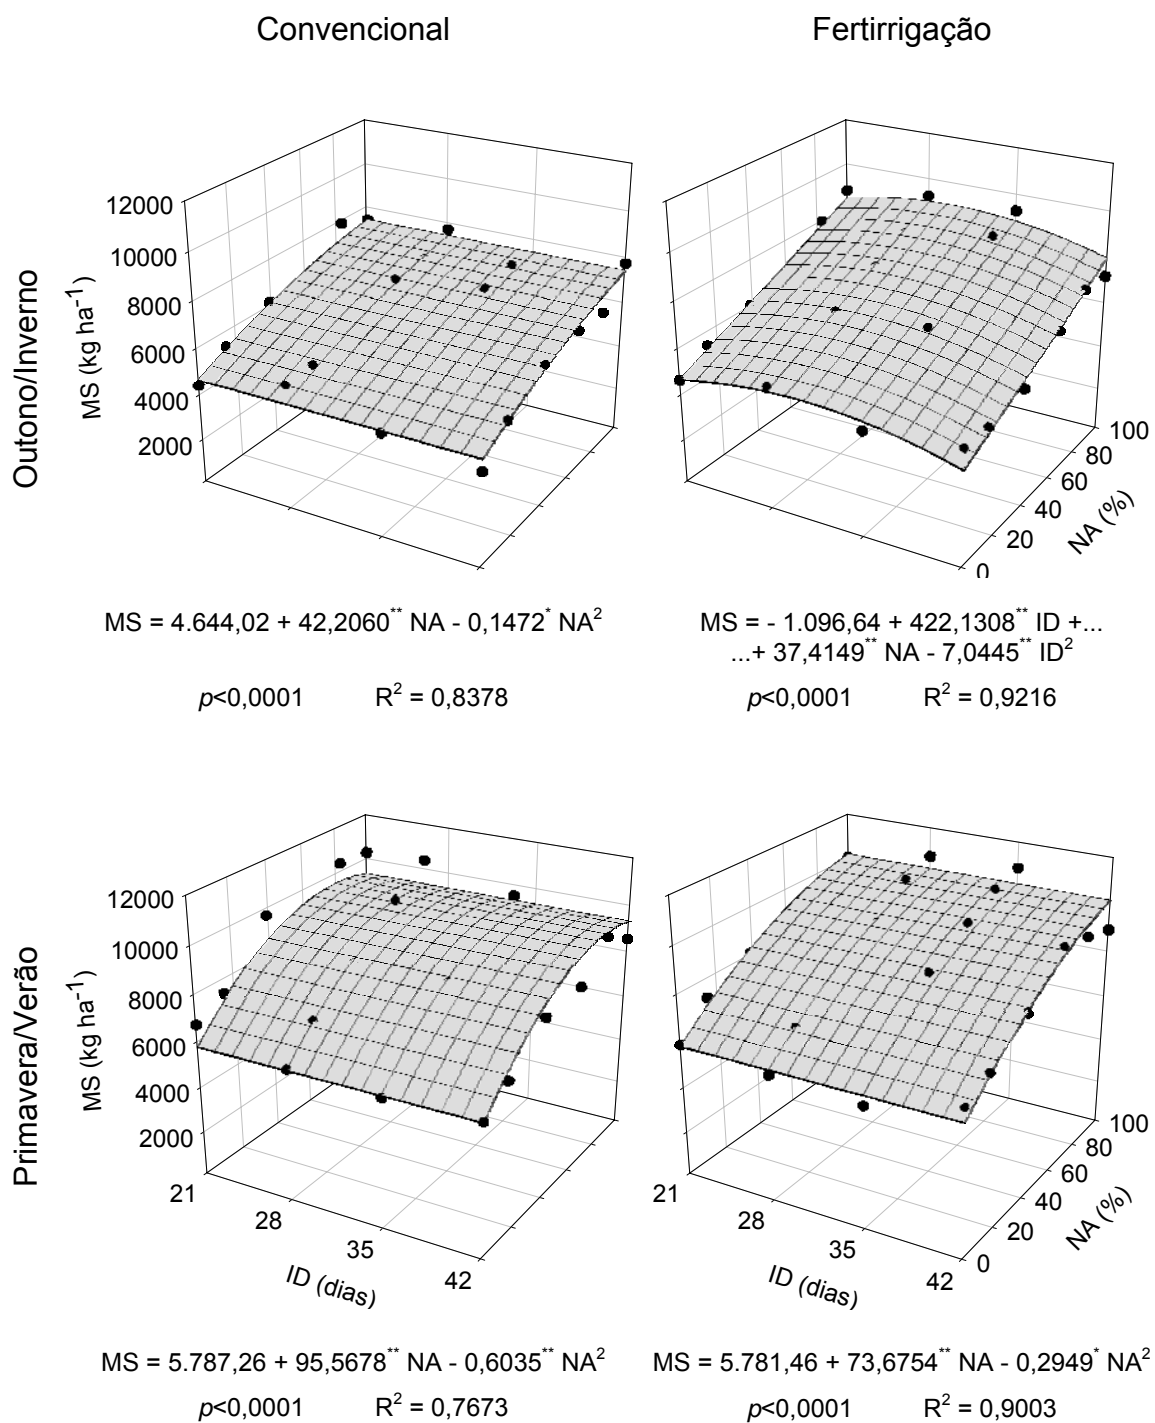 Convencional
Fertirrigação
Outono/Inverno
MS (kg ha⁻¹)
12000
10000
8000
6000
4000
2000
100
80
60
40
20
0
NA (%)
MS = 4.644,02 + 42,2060** NA - 0,1472* NA²
p<0,0001 R² = 0,8378
MS = - 1.096,64 + 422,1308** ID +...
...+ 37,4149** NA - 7,0445** ID²
p<0,0001 R² = 0,9216
Primavera/Verão
MS (kg ha⁻¹)
12000
10000
8000
6000
4000
2000
21
28
35
42
ID (dias)
21
28
35
42
ID (dias)
100
80
60
40
20
0
NA (%)
MS = 5.787,26 + 95,5678** NA - 0,6035** NA²
p<0,0001 R² = 0,7673
MS = 5.781,46 + 73,6754** NA - 0,2949* NA²
p<0,0001 R² = 0,9003